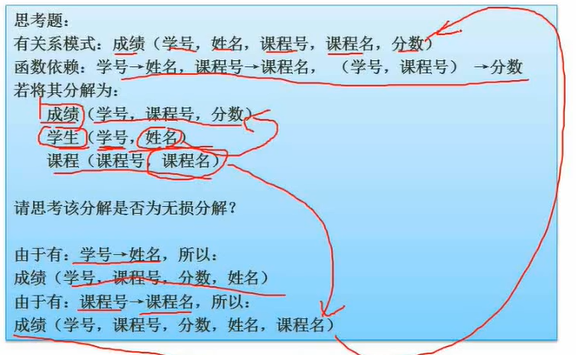 思考题：
有关系模式：成绩（学号，姓名，课程号，课程名，分数）
函数依赖：学号→姓名，课程号→课程名，（学号，课程号）→分数
若将其分解为：
成绩（学号，课程号，分数）
学生（学号，姓名）
课程（课程号，课程名）
请思考该分解是否为无损分解？
由于有：学号→姓名，所以：
成绩（学号，课程号，分数，姓名）
由于有：课程号→课程名，所以：
成绩（学号，课程号，分数，姓名，课程名）